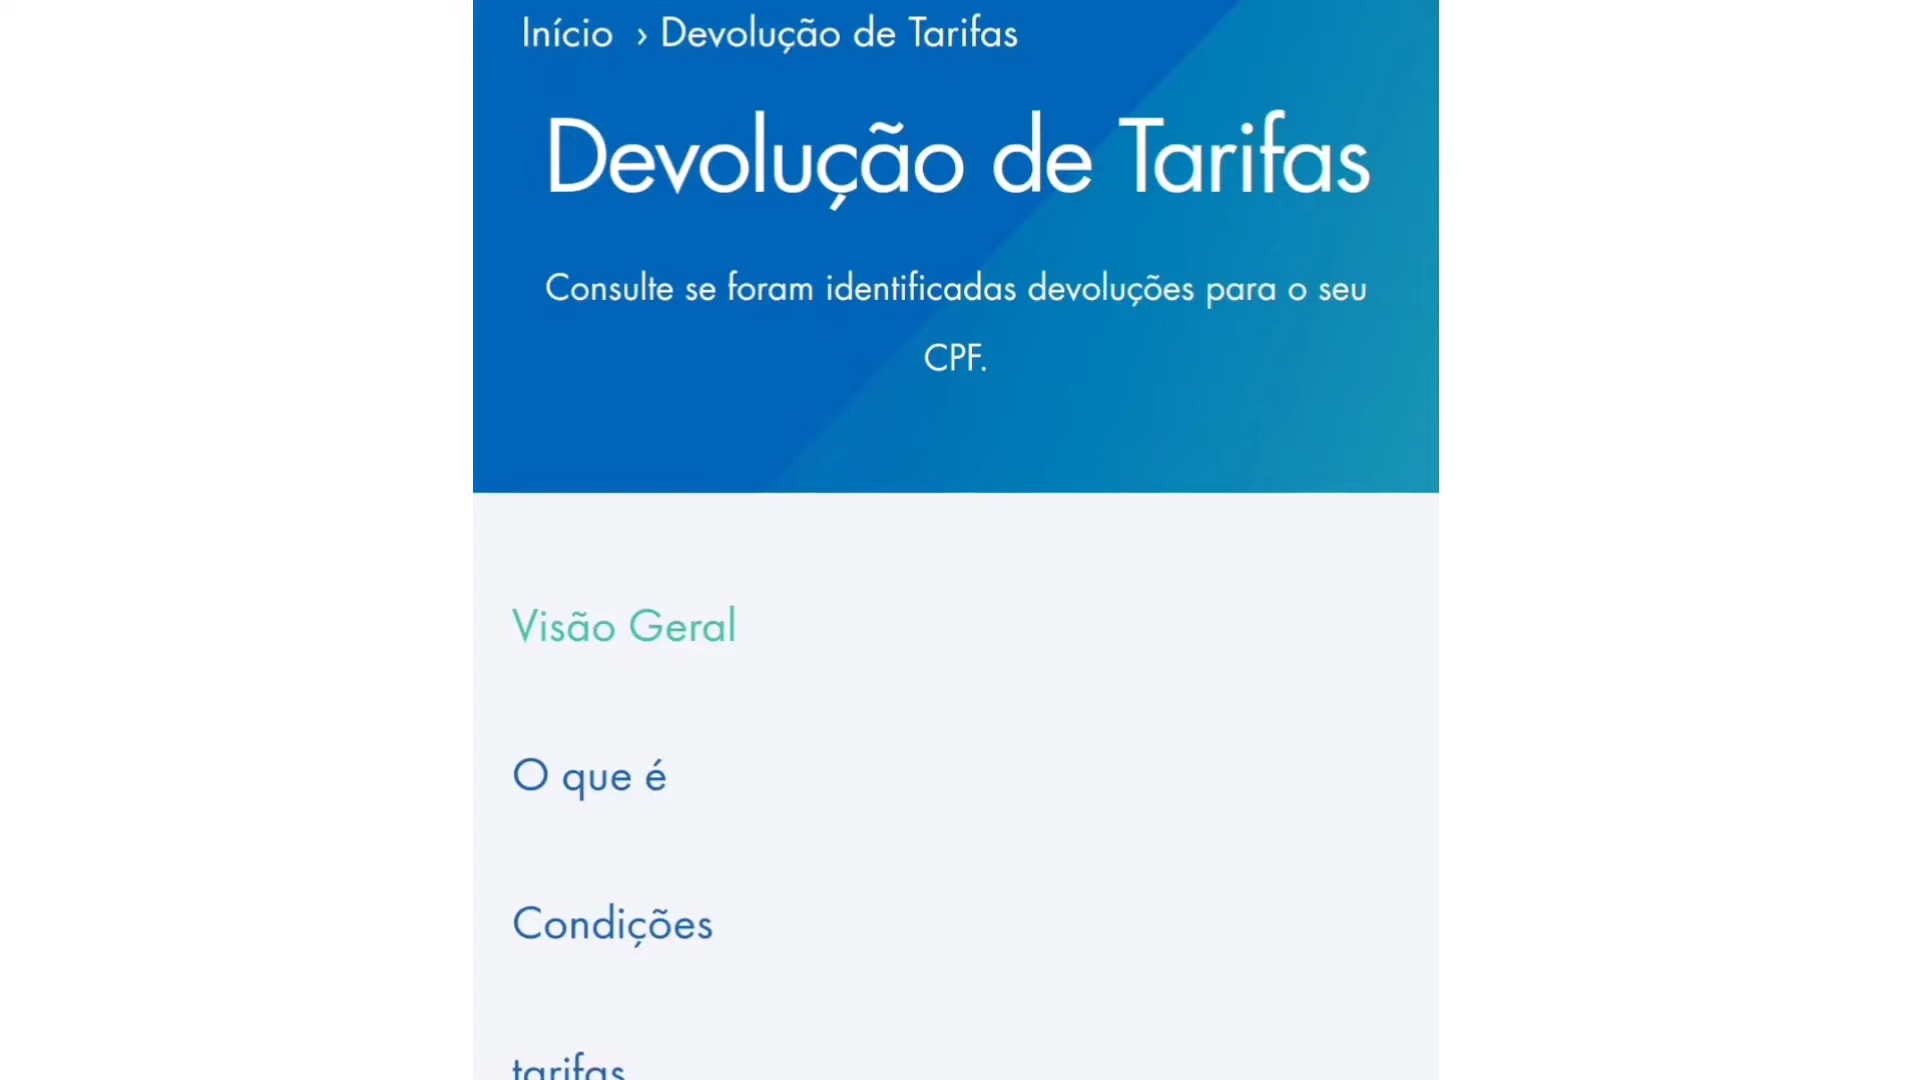 Início › Devolução de Tarifas
Devolução de Tarifas
Consulte se foram identificadas devoluções para o seu
CPF.
Visão Geral
O que é
Condições
tarifas